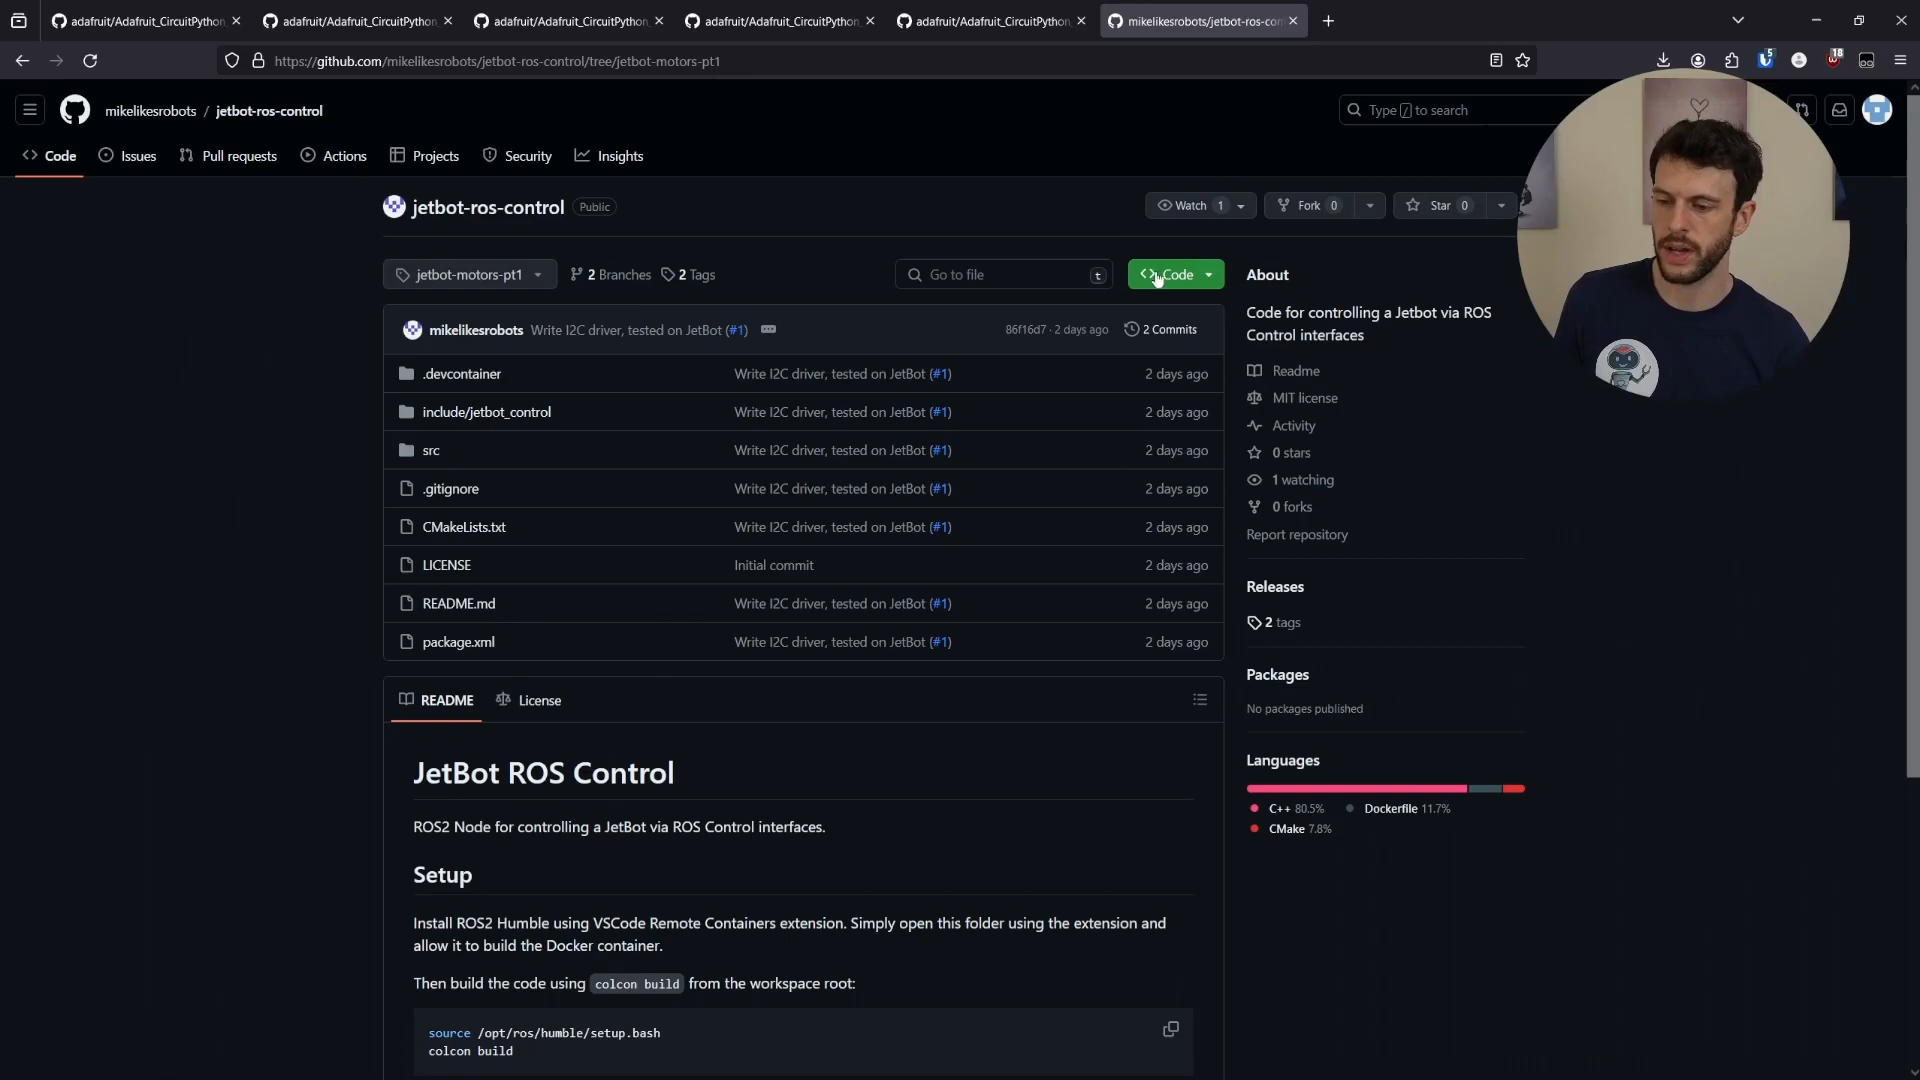 adafruit/Adafruit_CircuitPython
adafruit/Adafruit_CircuitPython
adafruit/Adafruit_CircuitPython
adafruit/Adafruit_CircuitPython
adafruit/Adafruit_CircuitPython
mikelikesrobots/jetbot-ros-con
https://github.com/mikelikesrobots/jetbot-ros-control/tree/jetbot-motors-pt1
5
18
mikelikesrobots / jetbot-ros-control
Type / to search
Code
Issues
Pull requests
Actions
Projects
Security
Insights
jetbot-ros-control Public
Watch 1
Fork 0
Star 0
jetbot-motors-pt1
2 Branches
2 Tags
Go to file t
Code
mikelikesrobots Write I2C driver, tested on JetBot (#1) 86f16d7 · 2 days ago 2 Commits
.devcontainer Write I2C driver, tested on JetBot (#1) 2 days ago
include/jetbot_control Write I2C driver, tested on JetBot (#1) 2 days ago
src Write I2C driver, tested on JetBot (#1) 2 days ago
.gitignore Write I2C driver, tested on JetBot (#1) 2 days ago
CMakeLists.txt Write I2C driver, tested on JetBot (#1) 2 days ago
LICENSE Initial commit 2 days ago
README.md Write I2C driver, tested on JetBot (#1) 2 days ago
package.xml Write I2C driver, tested on JetBot (#1) 2 days ago
README
License
JetBot ROS Control
ROS2 Node for controlling a JetBot via ROS Control interfaces.
Setup
Install ROS2 Humble using VSCode Remote Containers extension. Simply open this folder using the extension and
allow it to build the Docker container.
Then build the code using colcon build from the workspace root:
source /opt/ros/humble/setup.bash
colcon build
About
Code for controlling a Jetbot via ROS
Control interfaces
Readme
MIT license
Activity
0 stars
1 watching
0 forks
Report repository
Releases
2 tags
Packages
No packages published
Languages
C++ 80.5%
Dockerfile 11.7%
CMake 7.8%